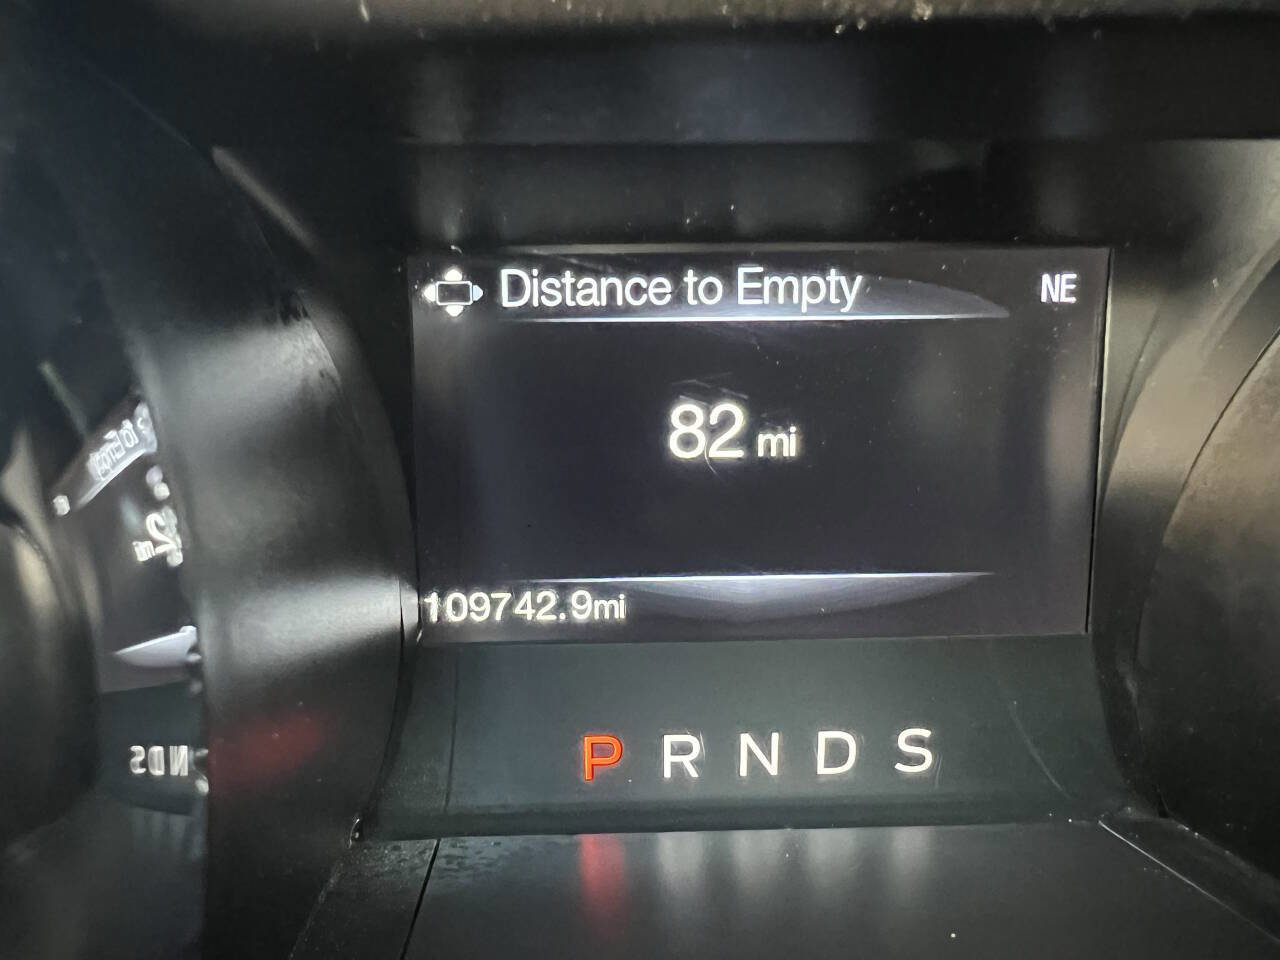 Distance to Empty NE
82 mi
109742.9mi
P R N D S